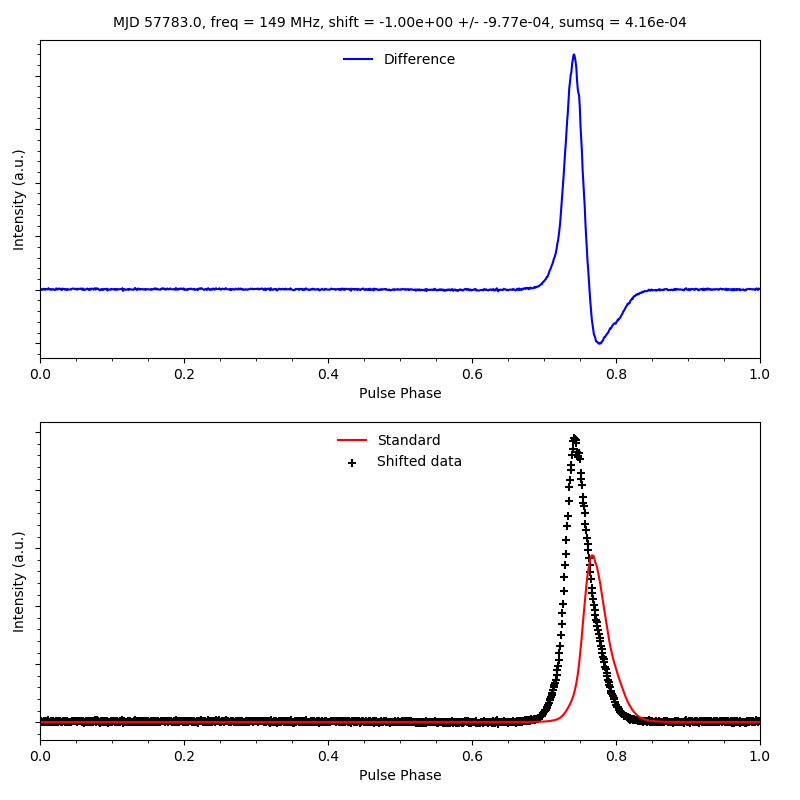 MJD 57783.0, freq = 149 MHz, shift = -1.00e+00 +/- -9.77e-04, sumsq = 4.16e-04
Difference
Intensity (a.u.)
0.0 0.2 0.4 0.6 0.8 1.0
Pulse Phase
Standard
Shifted data
Intensity (a.u.)
0.0 0.2 0.4 0.6 0.8 1.0
Pulse Phase